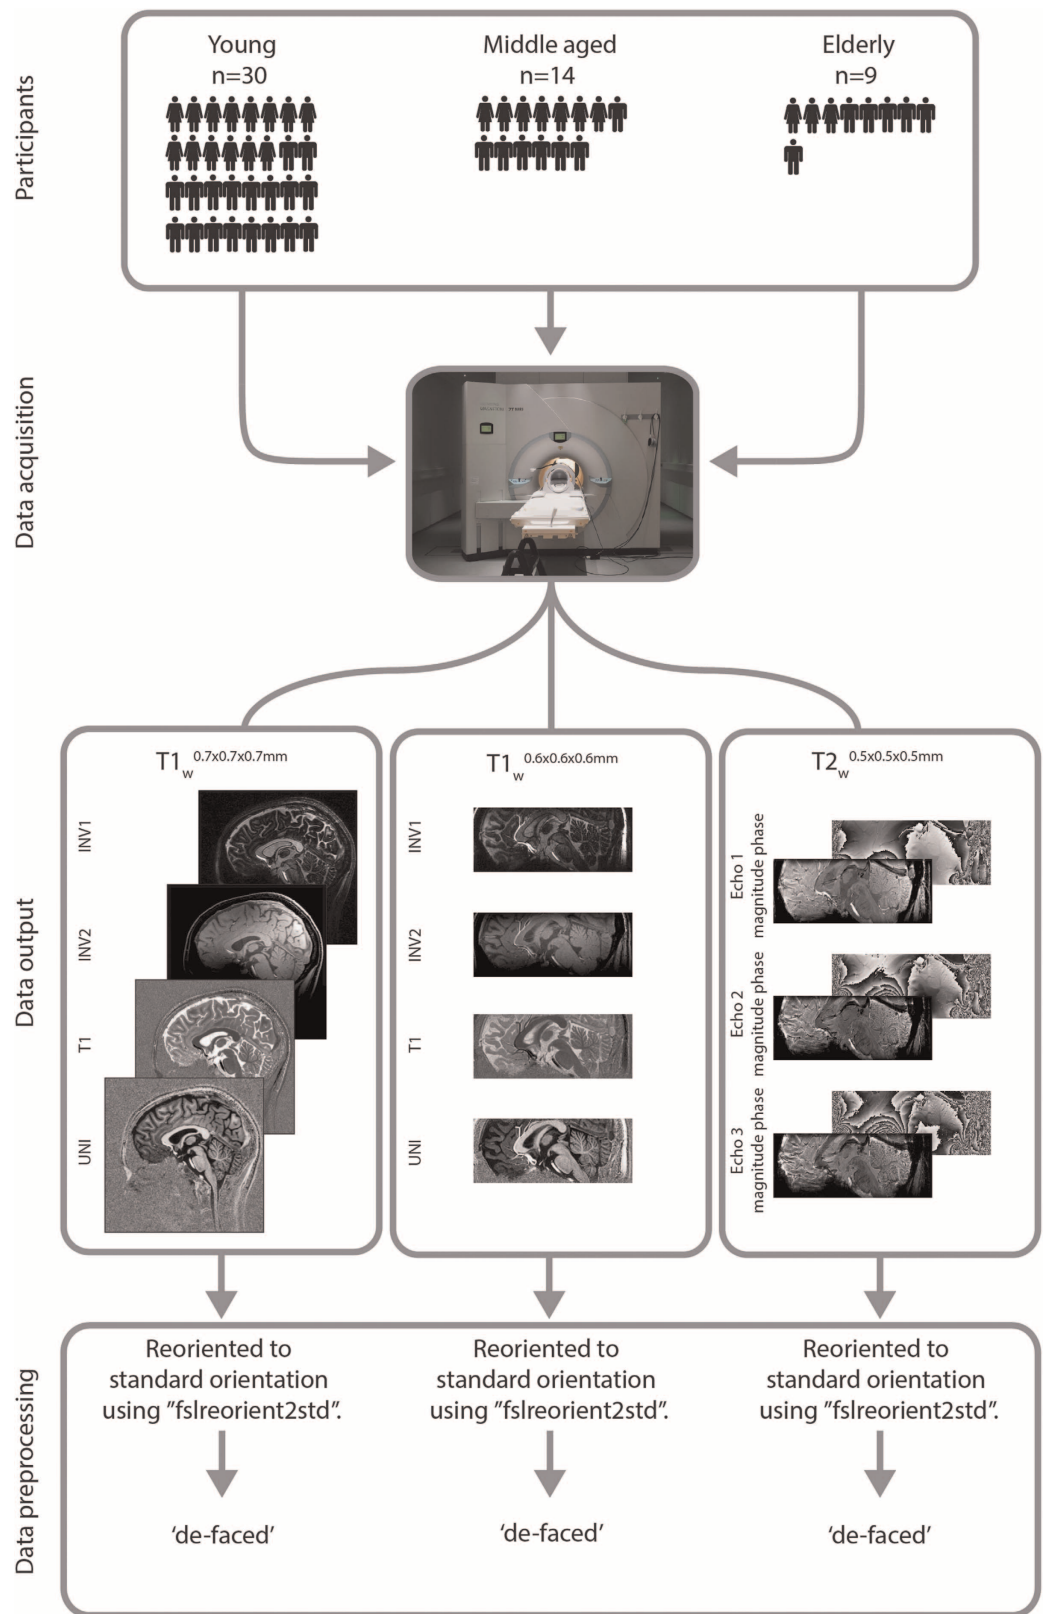 Participants
Young
n=30
Middle aged
n=14
Elderly
n=9
Data acquisition
Data output
T1w 0.7x0.7x0.7mm
INV1
INV2
T1
UNI
T1w 0.6x0.6x0.6mm
INV1
INV2
T1
UNI
T2w 0.5x0.5x0.5mm
Echo 1
magnitude phase
Echo 2
magnitude phase
Echo 3
magnitude phase
Data preprocessing
Reoriented to
standard orientation
using "fslreorient2std".
'de-faced'
Reoriented to
standard orientation
using "fslreorient2std".
'de-faced'
Reoriented to
standard orientation
using "fslreorient2std".
'de-faced'